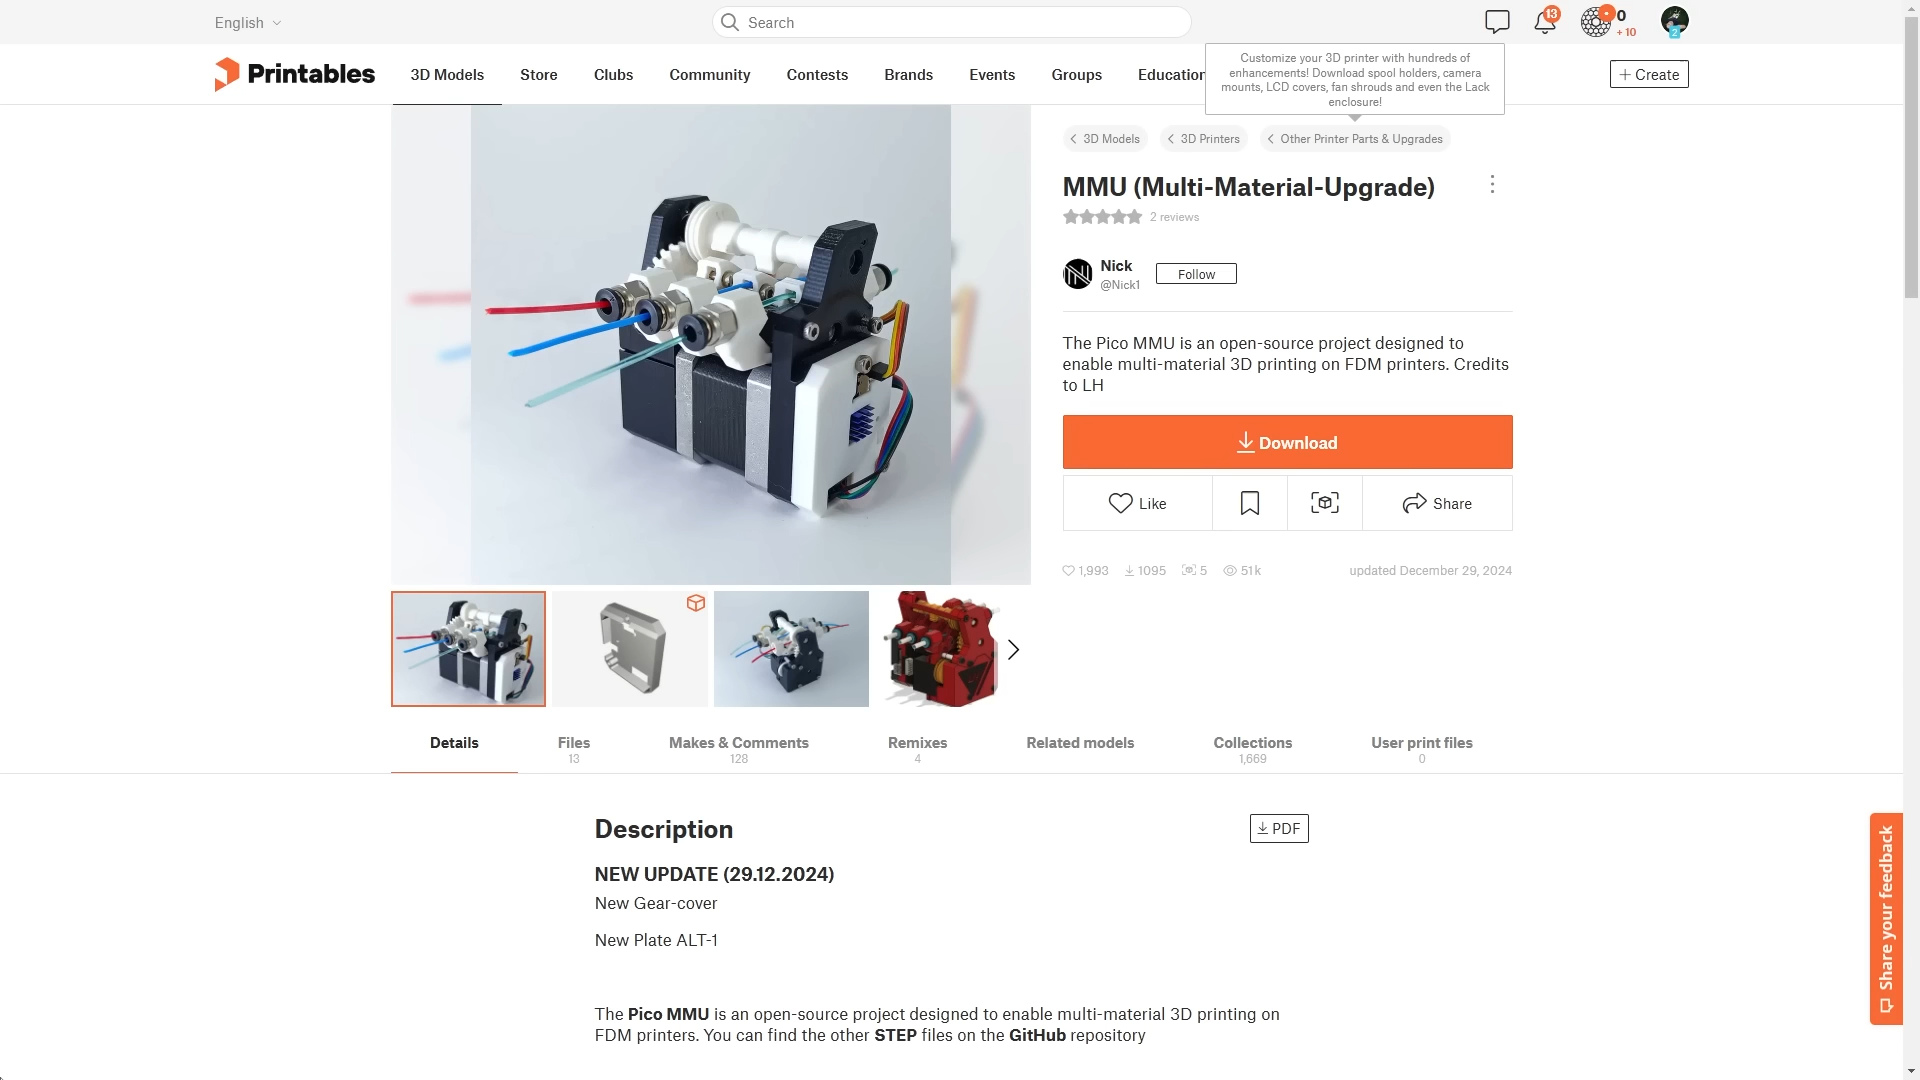 English
Search
13
0
+ 10
2
Printables
3D Models
Store
Clubs
Community
Contests
Brands
Events
Groups
Education
+ Create
Customize your 3D printer with hundreds of
enhancements! Download spool holders, camera
mounts, LCD covers, fan shrouds and even the Lack
enclosure!
3D Models
3D Printers
Other Printer Parts & Upgrades
MMU (Multi-Material-Upgrade)
2 reviews
Nick
@Nick1
Follow
The Pico MMU is an open-source project designed to
enable multi-material 3D printing on FDM printers. Credits
to LH
Download
Like
Share
1,993
1095
5
51k
updated December 29, 2024
Details
Files
13
Makes & Comments
128
Remixes
4
Related models
Collections
1,669
User print files
0
Description
PDF
NEW UPDATE (29.12.2024)
New Gear-cover
New Plate ALT-1
The Pico MMU is an open-source project designed to enable multi-material 3D printing on
FDM printers. You can find the other STEP files on the GitHub repository
Share your feedback